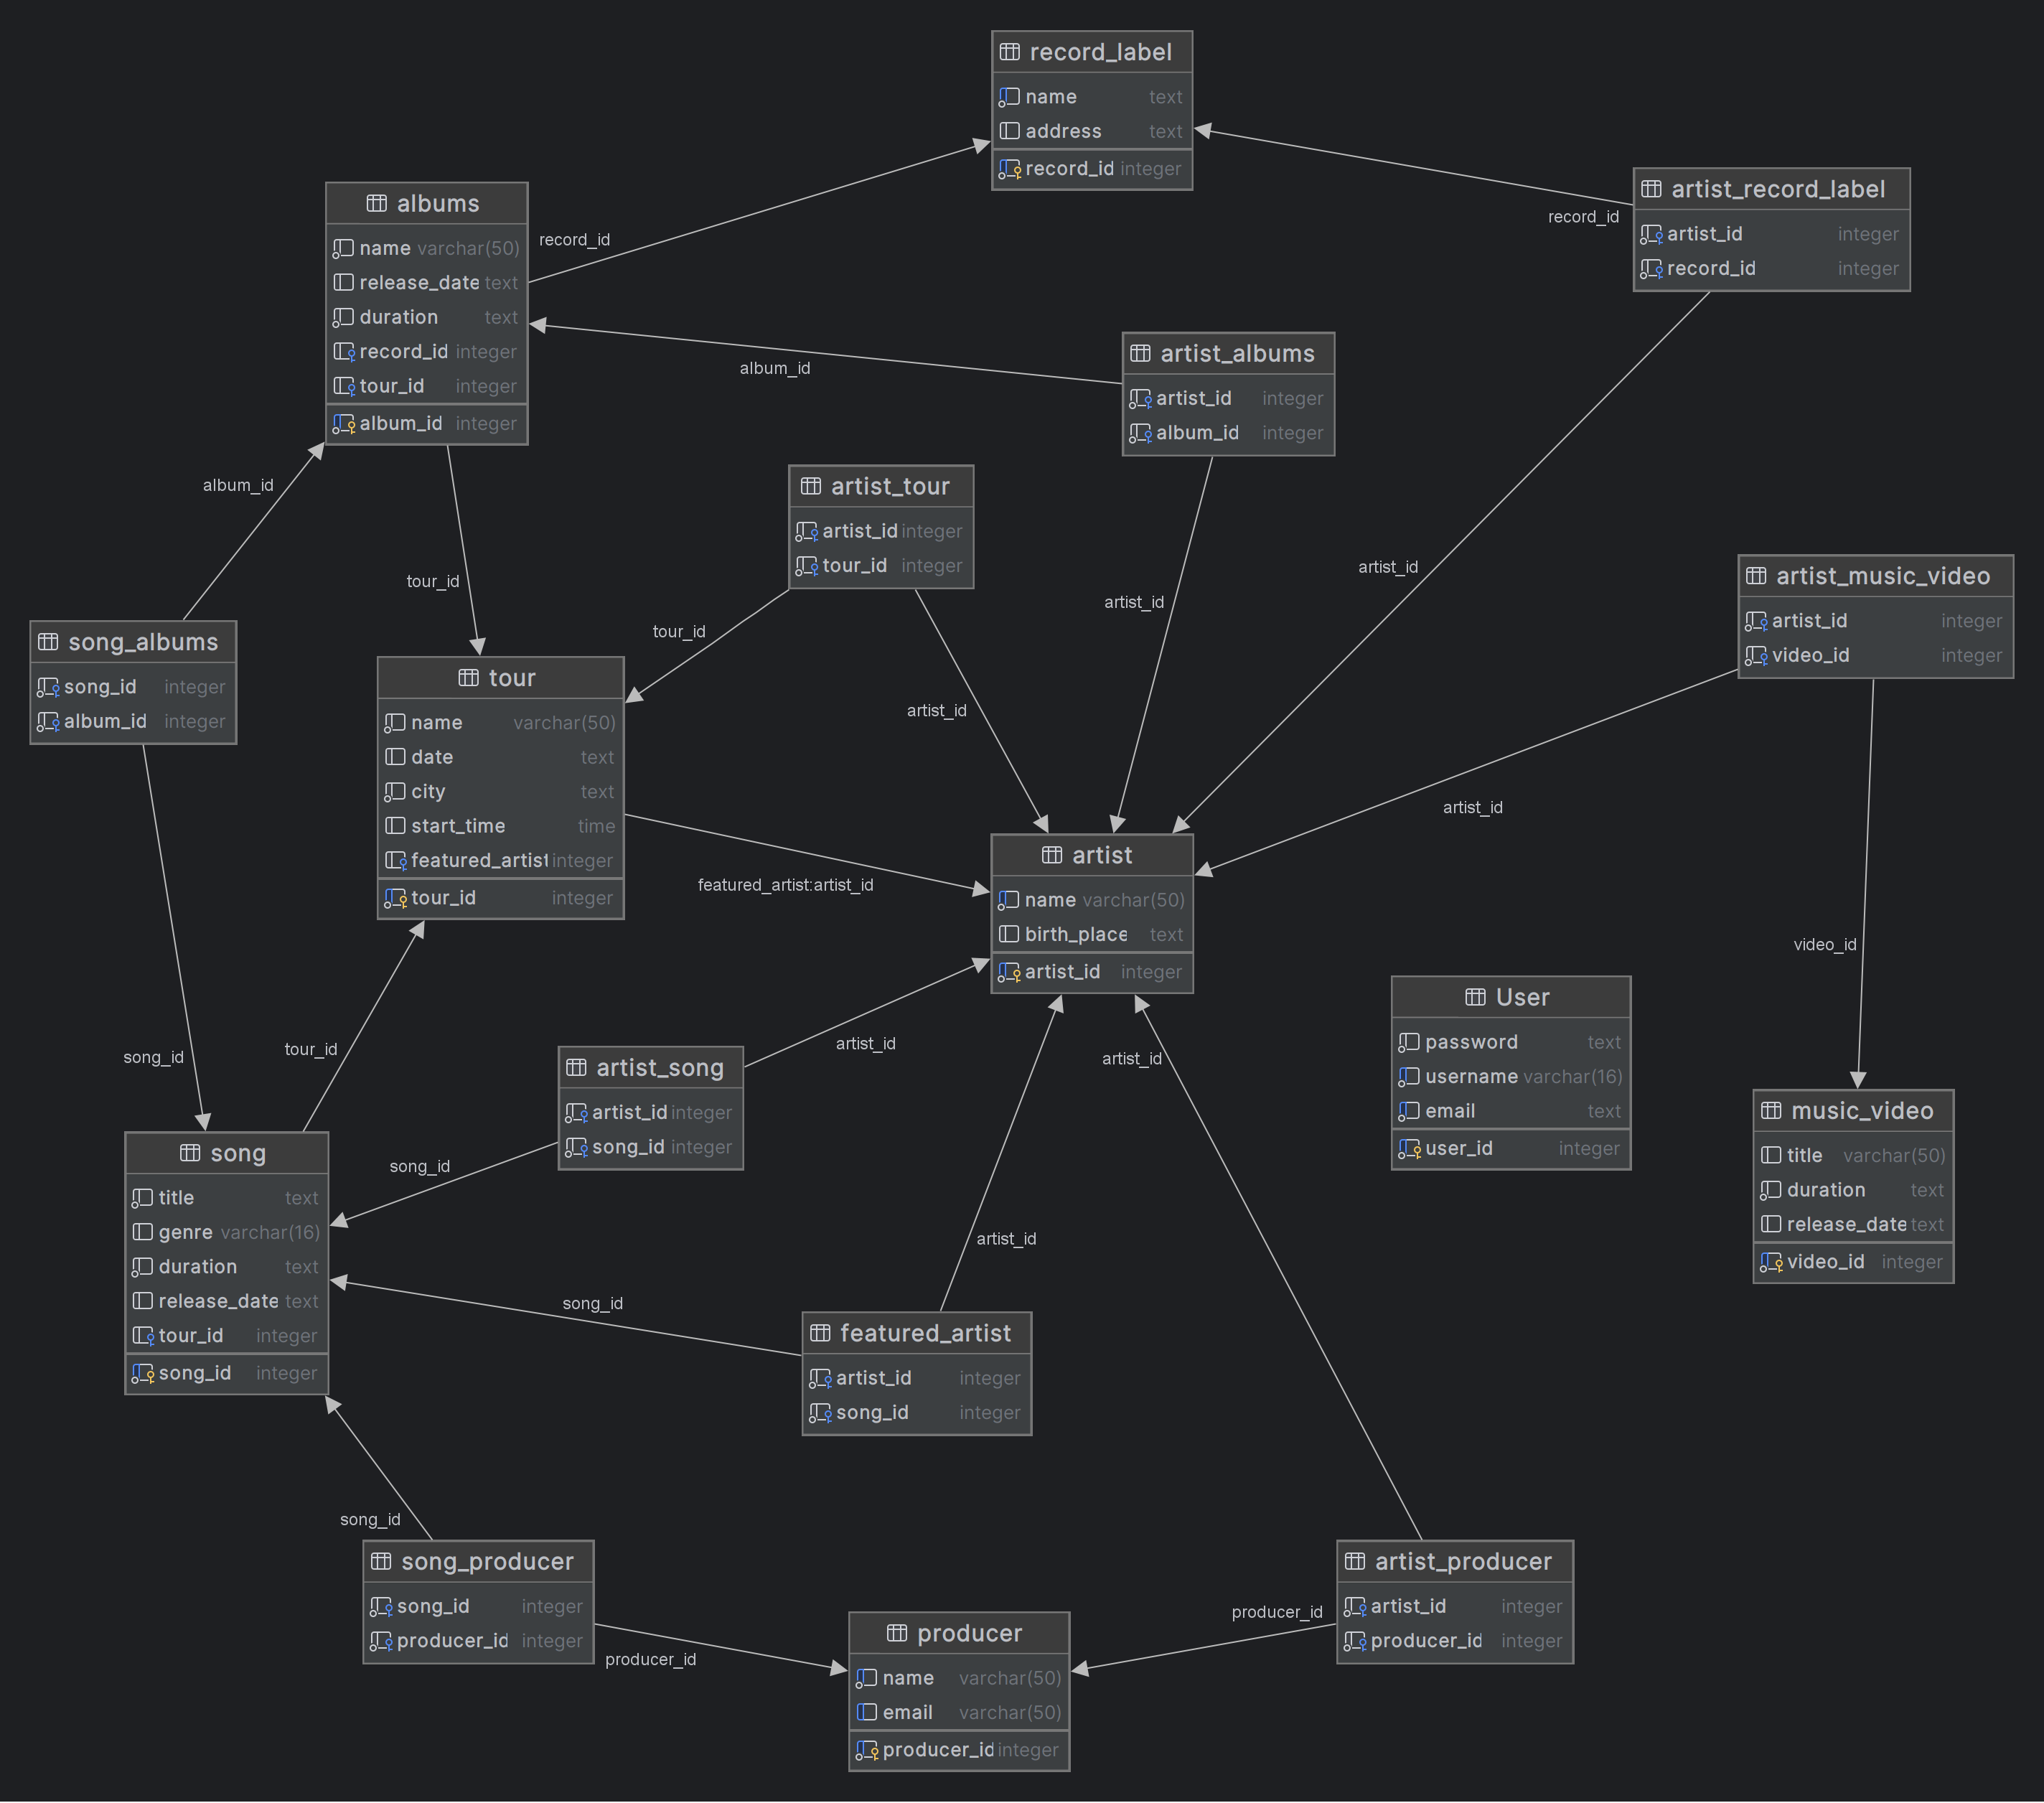 record_label
name text
address text
record_id integer
artist_record_label
artist_id integer
record_id integer
record_id
albums
name varchar(50)
release_date text
duration text
record_id integer
tour_id integer
album_id integer
record_id
artist_albums
artist_id integer
album_id integer
album_id
artist_tour
artist_id integer
tour_id integer
album_id
tour_id
artist_id
artist_id
tour_id
artist_music_video
artist_id integer
video_id integer
song_albums
song_id integer
album_id integer
tour
name varchar(50)
date text
city text
start_time time
featured_artist integer
tour_id integer
artist_id
artist_id
featured_artist:artist_id
artist
name varchar(50)
birth_place text
artist_id integer
video_id
User
password text
username varchar(16)
email text
user_id integer
song_id
tour_id
artist_song
artist_id integer
song_id integer
artist_id
artist_id
music_video
title varchar(50)
duration text
release_date text
video_id integer
song
title text
genre varchar(16)
duration text
release_date text
tour_id integer
song_id integer
song_id
artist_id
song_id
featured_artist
artist_id integer
song_id integer
song_id
song_producer
song_id integer
producer_id integer
producer_id
producer
name varchar(50)
email varchar(50)
producer_id integer
producer_id
artist_producer
artist_id integer
producer_id integer